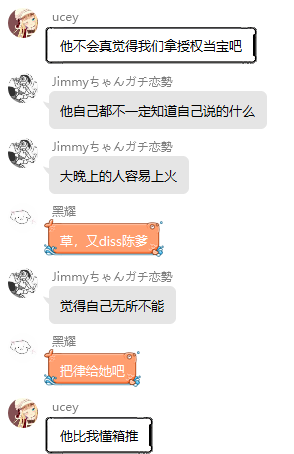 ucey
他不会真觉得我们拿授权当宝吧
Jimmyちゃんガチ恋勢
他自己都不一定知道自己说的什么
Jimmyちゃんガチ恋勢
大晚上的人容易上火
黑耀
草，又diss陈爹
Jimmyちゃんガチ恋勢
觉得自己无所不能
黑耀
把律给她吧
ucey
他比我懂箱推